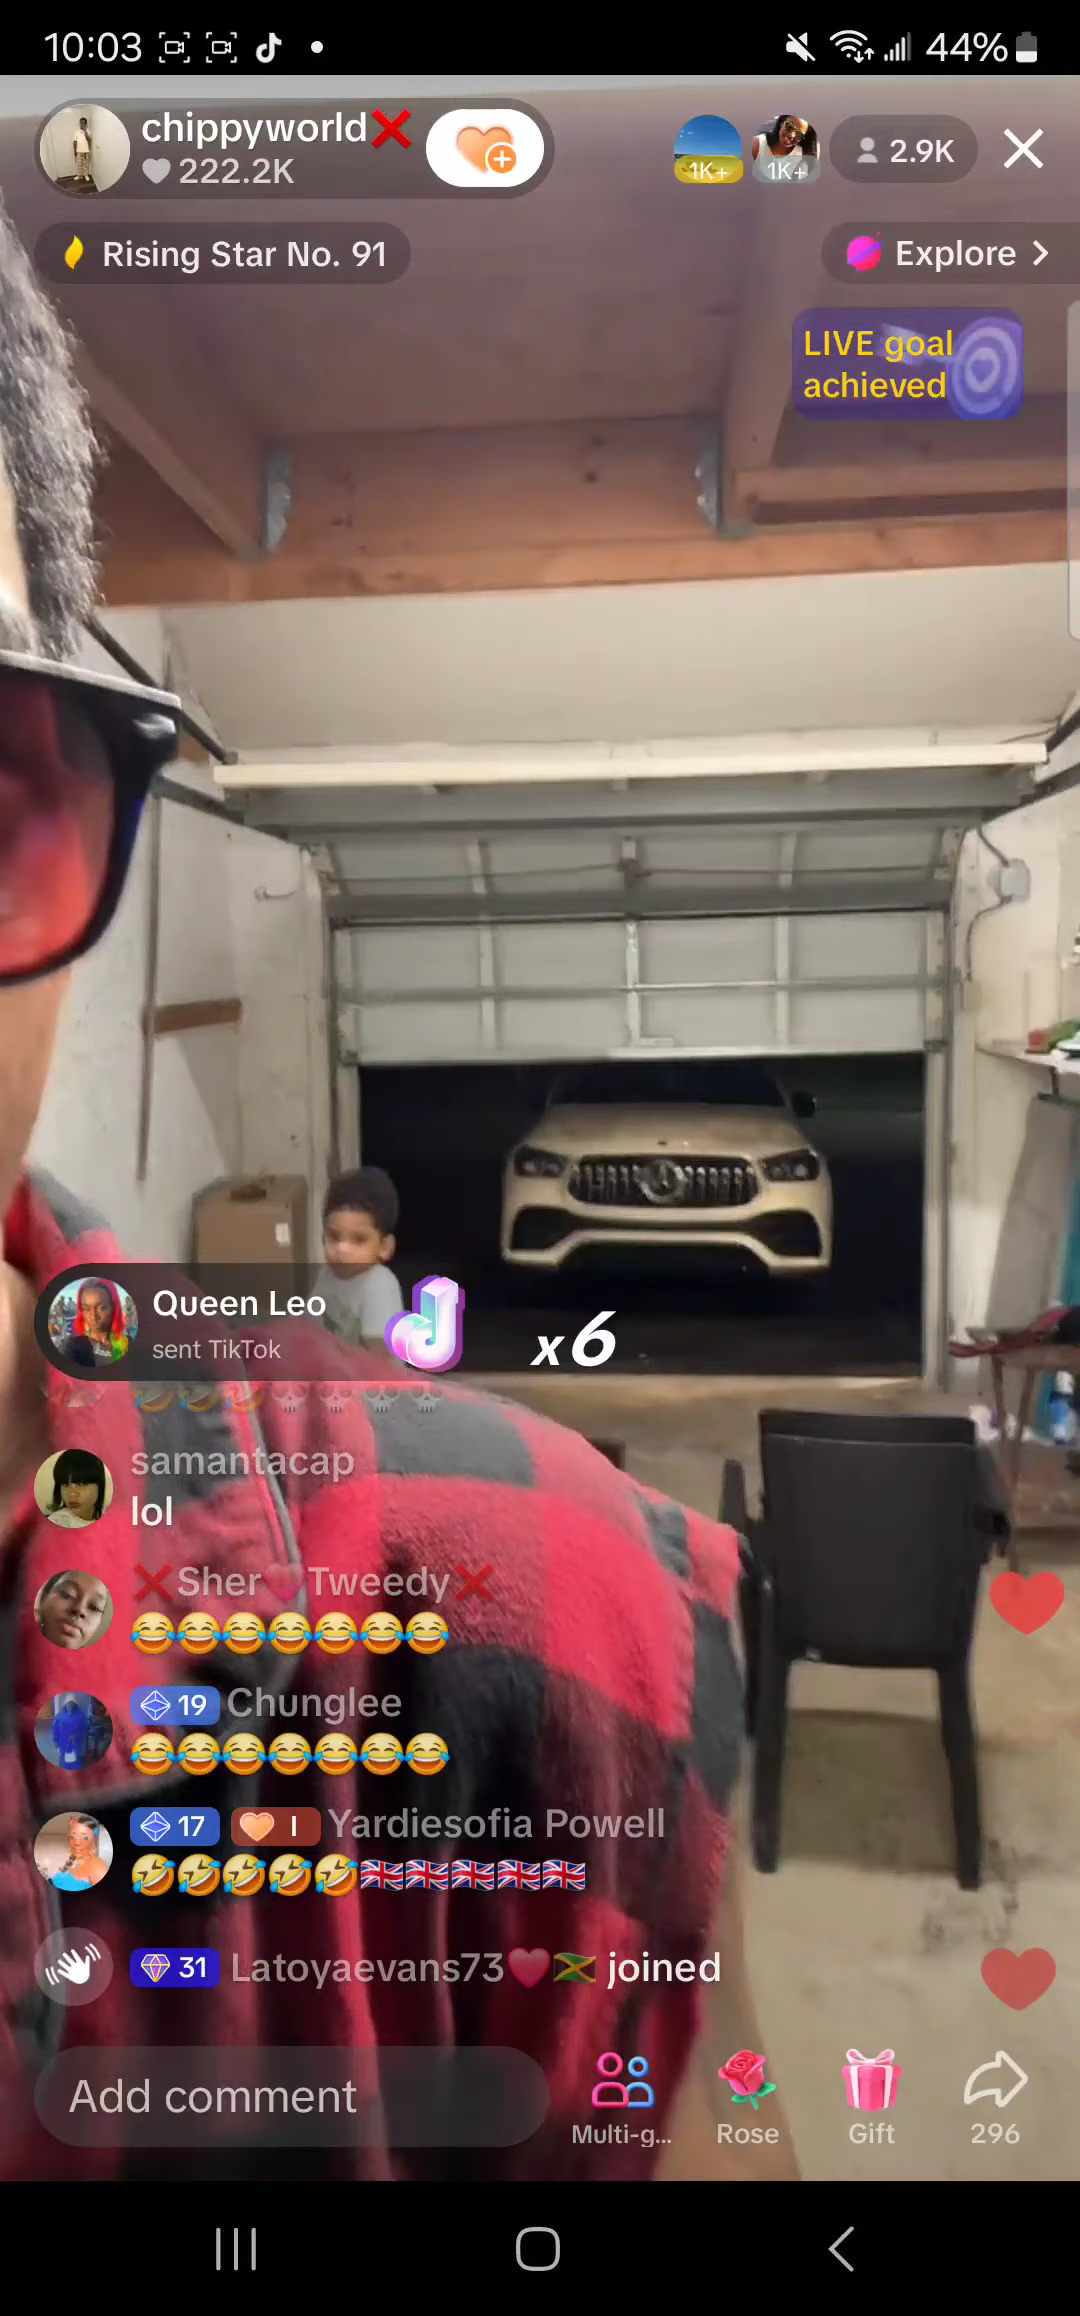 10:03
44%
chippyworld❌
222.2K
1K+
1K+
2.9K
Rising Star No. 91
Explore >
LIVE goal
achieved
Queen Leo
sent TikTok
x6
🤣🤣🤣💀💀💀💀
samantacap
lol
❌Sher❤️Tweedy❌
😂😂😂😂😂😂😂
19 Chunglee
😂😂😂😂😂😂😂
17 I Yardiesofia Powell
🤣🤣🤣🤣🤣🇬🇧🇬🇧🇬🇧🇬🇧🇬🇧
31 Latoyaevans73❤️🇯🇲 joined
Add comment
Multi-g...
Rose
Gift
296